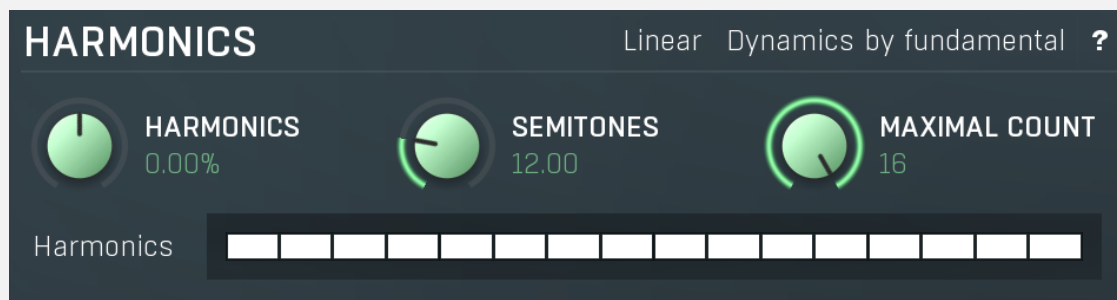 HARMONICS Linear Dynamics by fundamental ?
HARMONICS SEMITONES MAXIMAL COUNT
0.00% 12.00 16
Harmonics